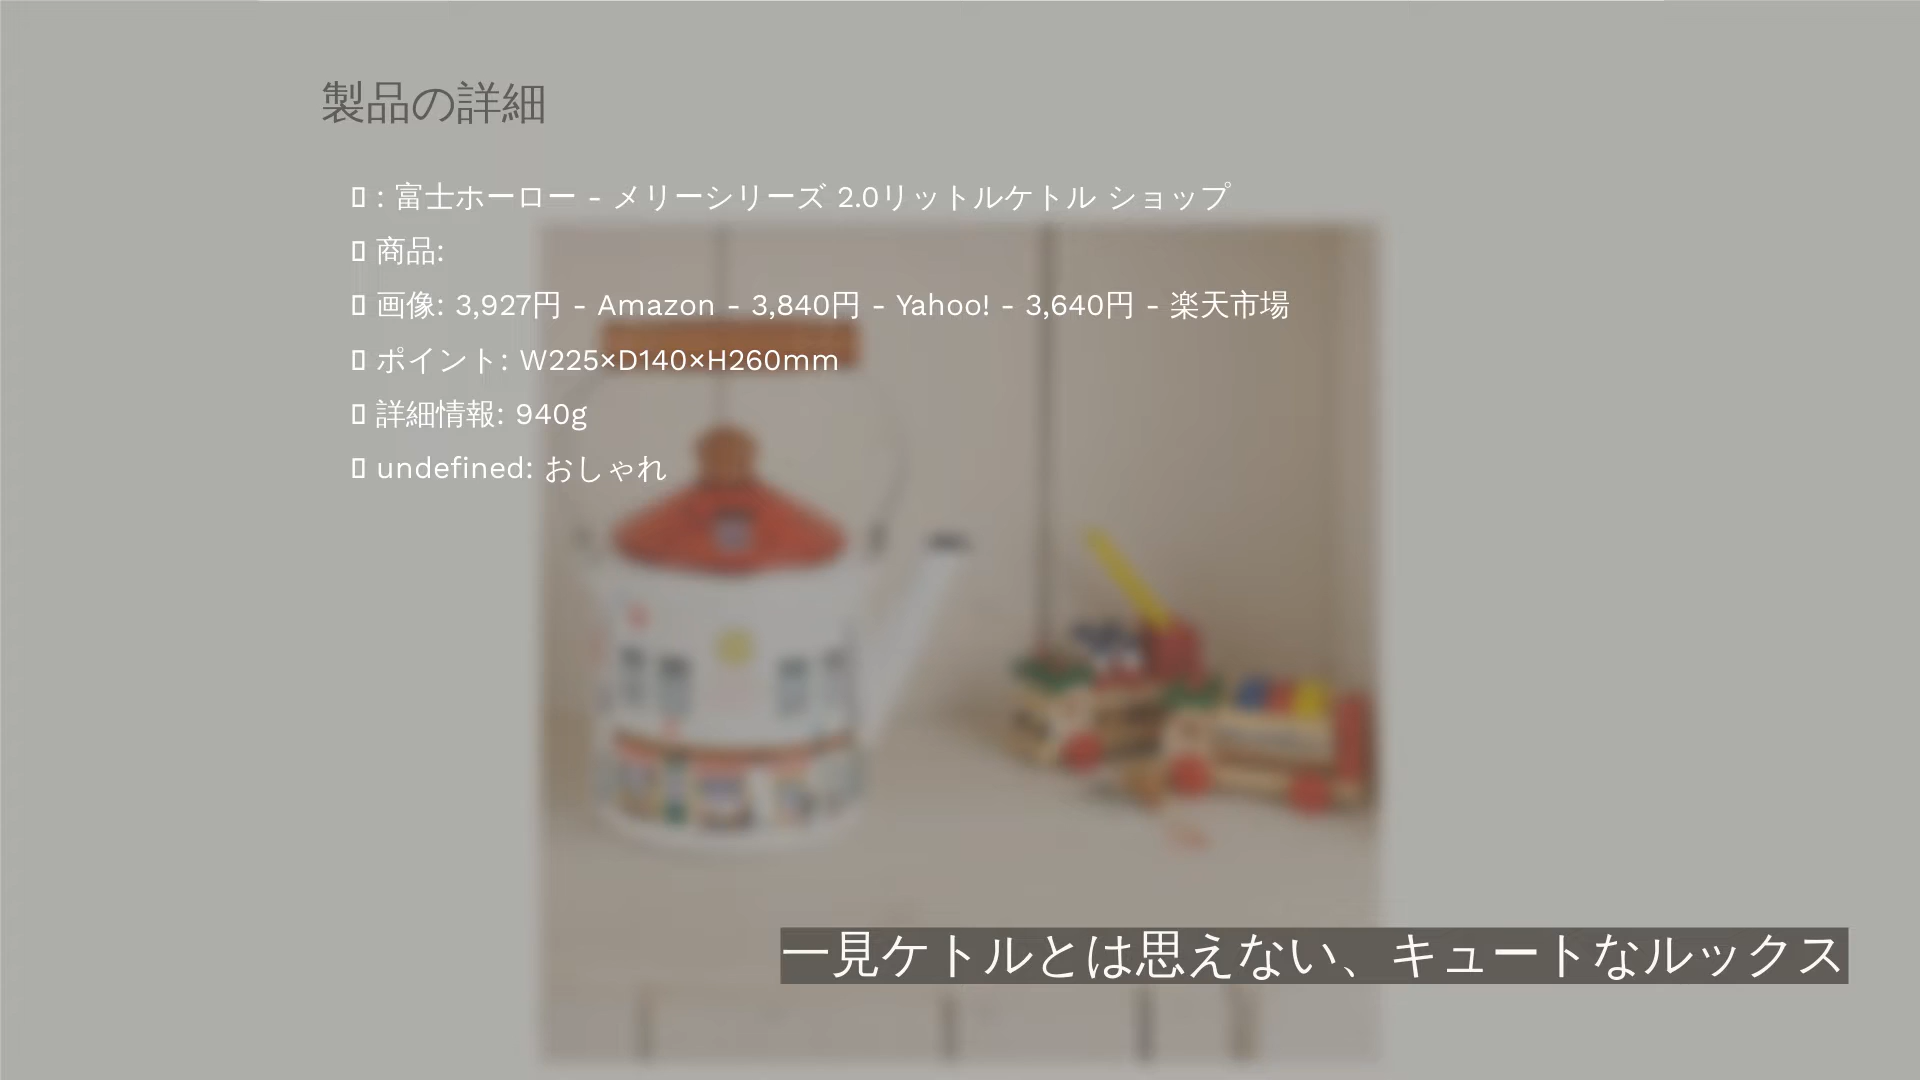 製品の詳細
▯ : 富士ホーロー - メリーシリーズ 2.0リットルケトル ショップ
▯ 商品:
▯ 画像: 3,927円 - Amazon - 3,840円 - Yahoo! - 3,640円 - 楽天市場
▯ ポイント: W225×D140×H260mm
▯ 詳細情報: 940g
▯ undefined: おしゃれ
一見ケトルとは思えない、キュートなルックス